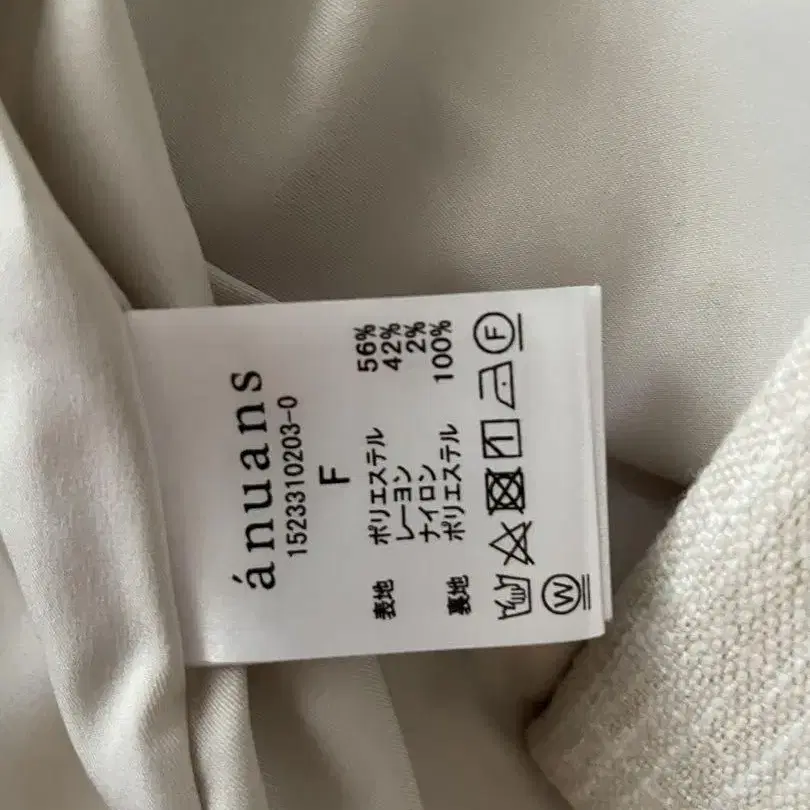 ánuans
1523310203-0
F
表地 ポリエステル 56%
レーヨン 42%
ナイロン 2%
裏地 ポリエステル 100%
F
W